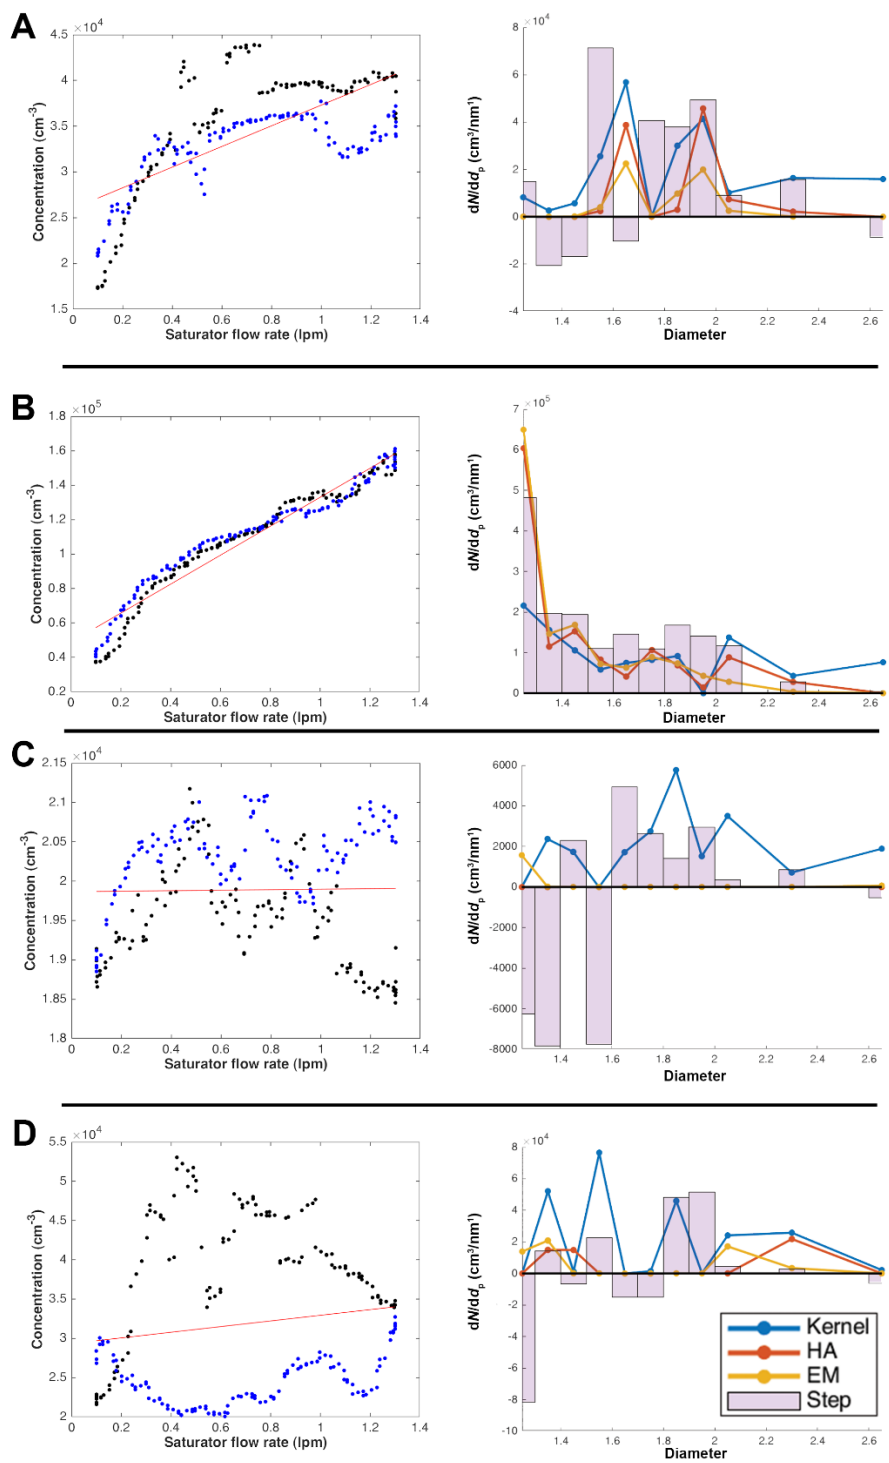 A
×10⁴
4.5
4
3.5
3
2.5
2
1.5
Concentration (cm⁻³)
0 0.2 0.4 0.6 0.8 1 1.2 1.4
Saturator flow rate (lpm)
×10⁴
8
6
4
2
0
-2
-4
dN/ddₚ (cm³/nm¹)
1.4 1.6 1.8 2 2.2 2.4 2.6
Diameter
B
×10⁵
1.8
1.6
1.4
1.2
1
0.8
0.6
0.4
0.2
Concentration (cm⁻³)
0 0.2 0.4 0.6 0.8 1 1.2 1.4
Saturator flow rate (lpm)
×10⁵
7
6
5
4
3
2
1
0
dN/ddₚ (cm³/nm¹)
1.4 1.6 1.8 2 2.2 2.4 2.6
Diameter
C
×10⁴
2.15
2.1
2.05
2
1.95
1.9
1.85
1.8
Concentration (cm⁻³)
0 0.2 0.4 0.6 0.8 1 1.2 1.4
Saturator flow rate (lpm)
6000
4000
2000
0
-2000
-4000
-6000
-8000
dN/ddₚ (cm³/nm¹)
1.4 1.6 1.8 2 2.2 2.4 2.6
Diameter
D
×10⁴
5.5
5
4.5
4
3.5
3
2.5
2
Concentration (cm⁻³)
0 0.2 0.4 0.6 0.8 1 1.2 1.4
Saturator flow rate (lpm)
×10⁴
8
6
4
2
0
-2
-4
-6
-8
-10
dN/ddₚ (cm³/nm¹)
1.4 1.6 1.8 2 2.2 2.4 2.6
Diameter
Kernel
HA
EM
Step